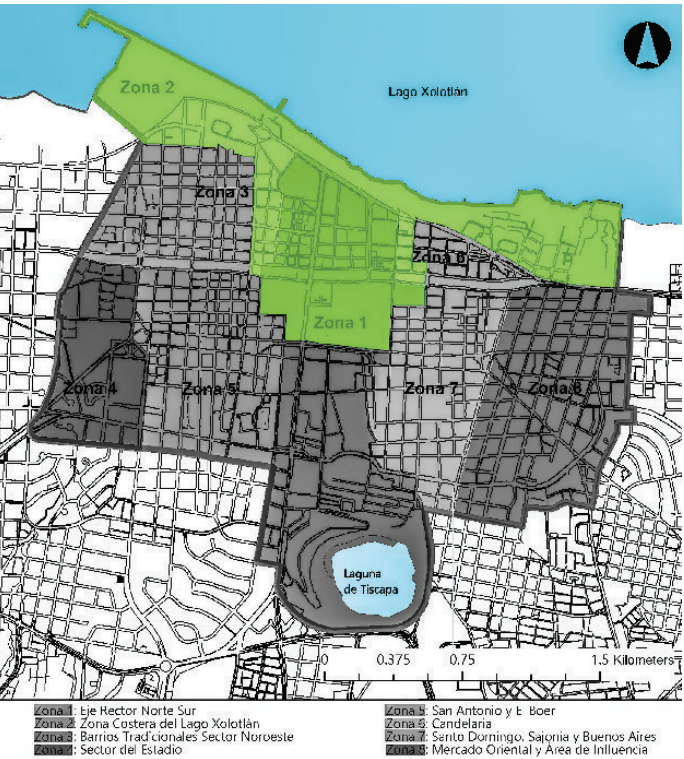 Zona 2
Lago Xolotlán
Zona 3
Zona 6
Zona 1
Zona 4
Zona 5
Zona 7
Zona 8
Laguna
de Tiscapa
0 0.375 0.75 1.5 Kilometers
Zona 1: Eje Rector Norte Sur
Zona 2: Zona Costera del Lago Xolotlán
Zona 3: Barrios Tradicionales Sector Noroeste
Zona 4: Sector del Estadio
Zona 5: San Antonio y El Boer
Zona 6: Candelaria
Zona 7: Santo Domingo, Sajonia y Buenos Aires
Zona 8: Mercado Oriental y Área de Influencia